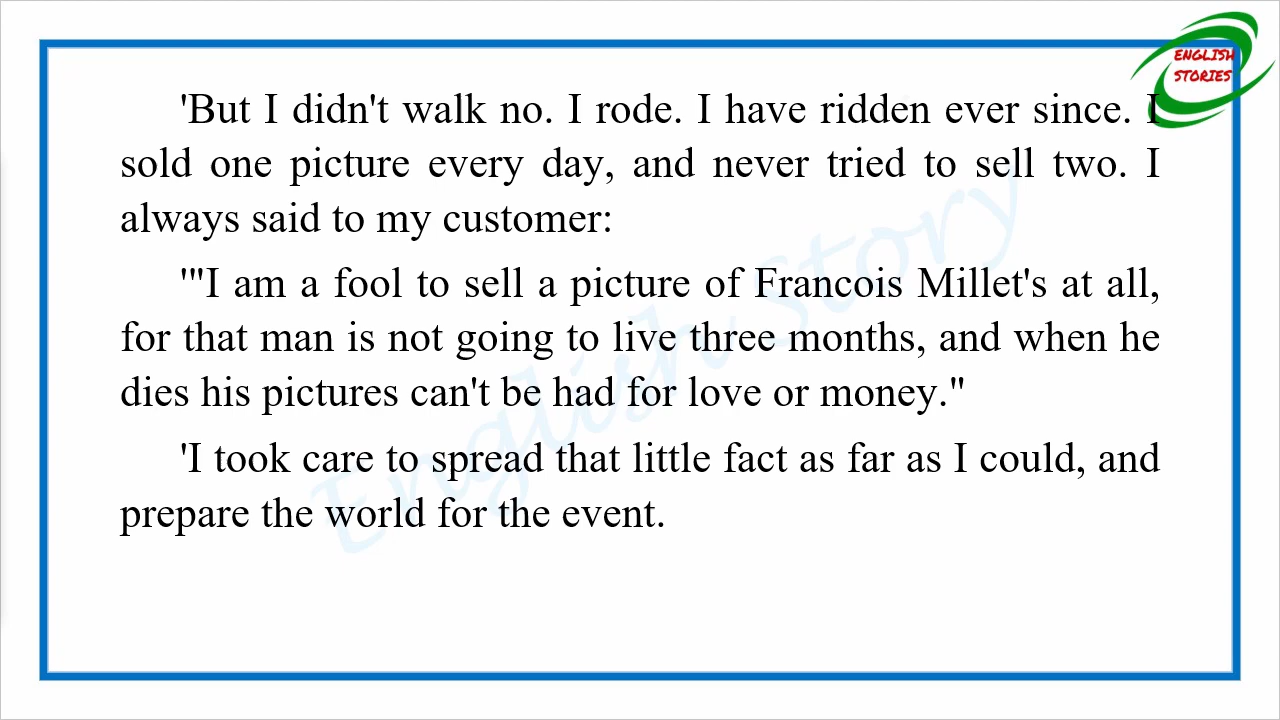 ENGLISH
STORIES
'But I didn't walk no. I rode. I have ridden ever since. I
sold one picture every day, and never tried to sell two. I
always said to my customer:
'"I am a fool to sell a picture of Francois Millet's at all,
for that man is not going to live three months, and when he
dies his pictures can't be had for love or money."
'I took care to spread that little fact as far as I could, and
prepare the world for the event.
English Story